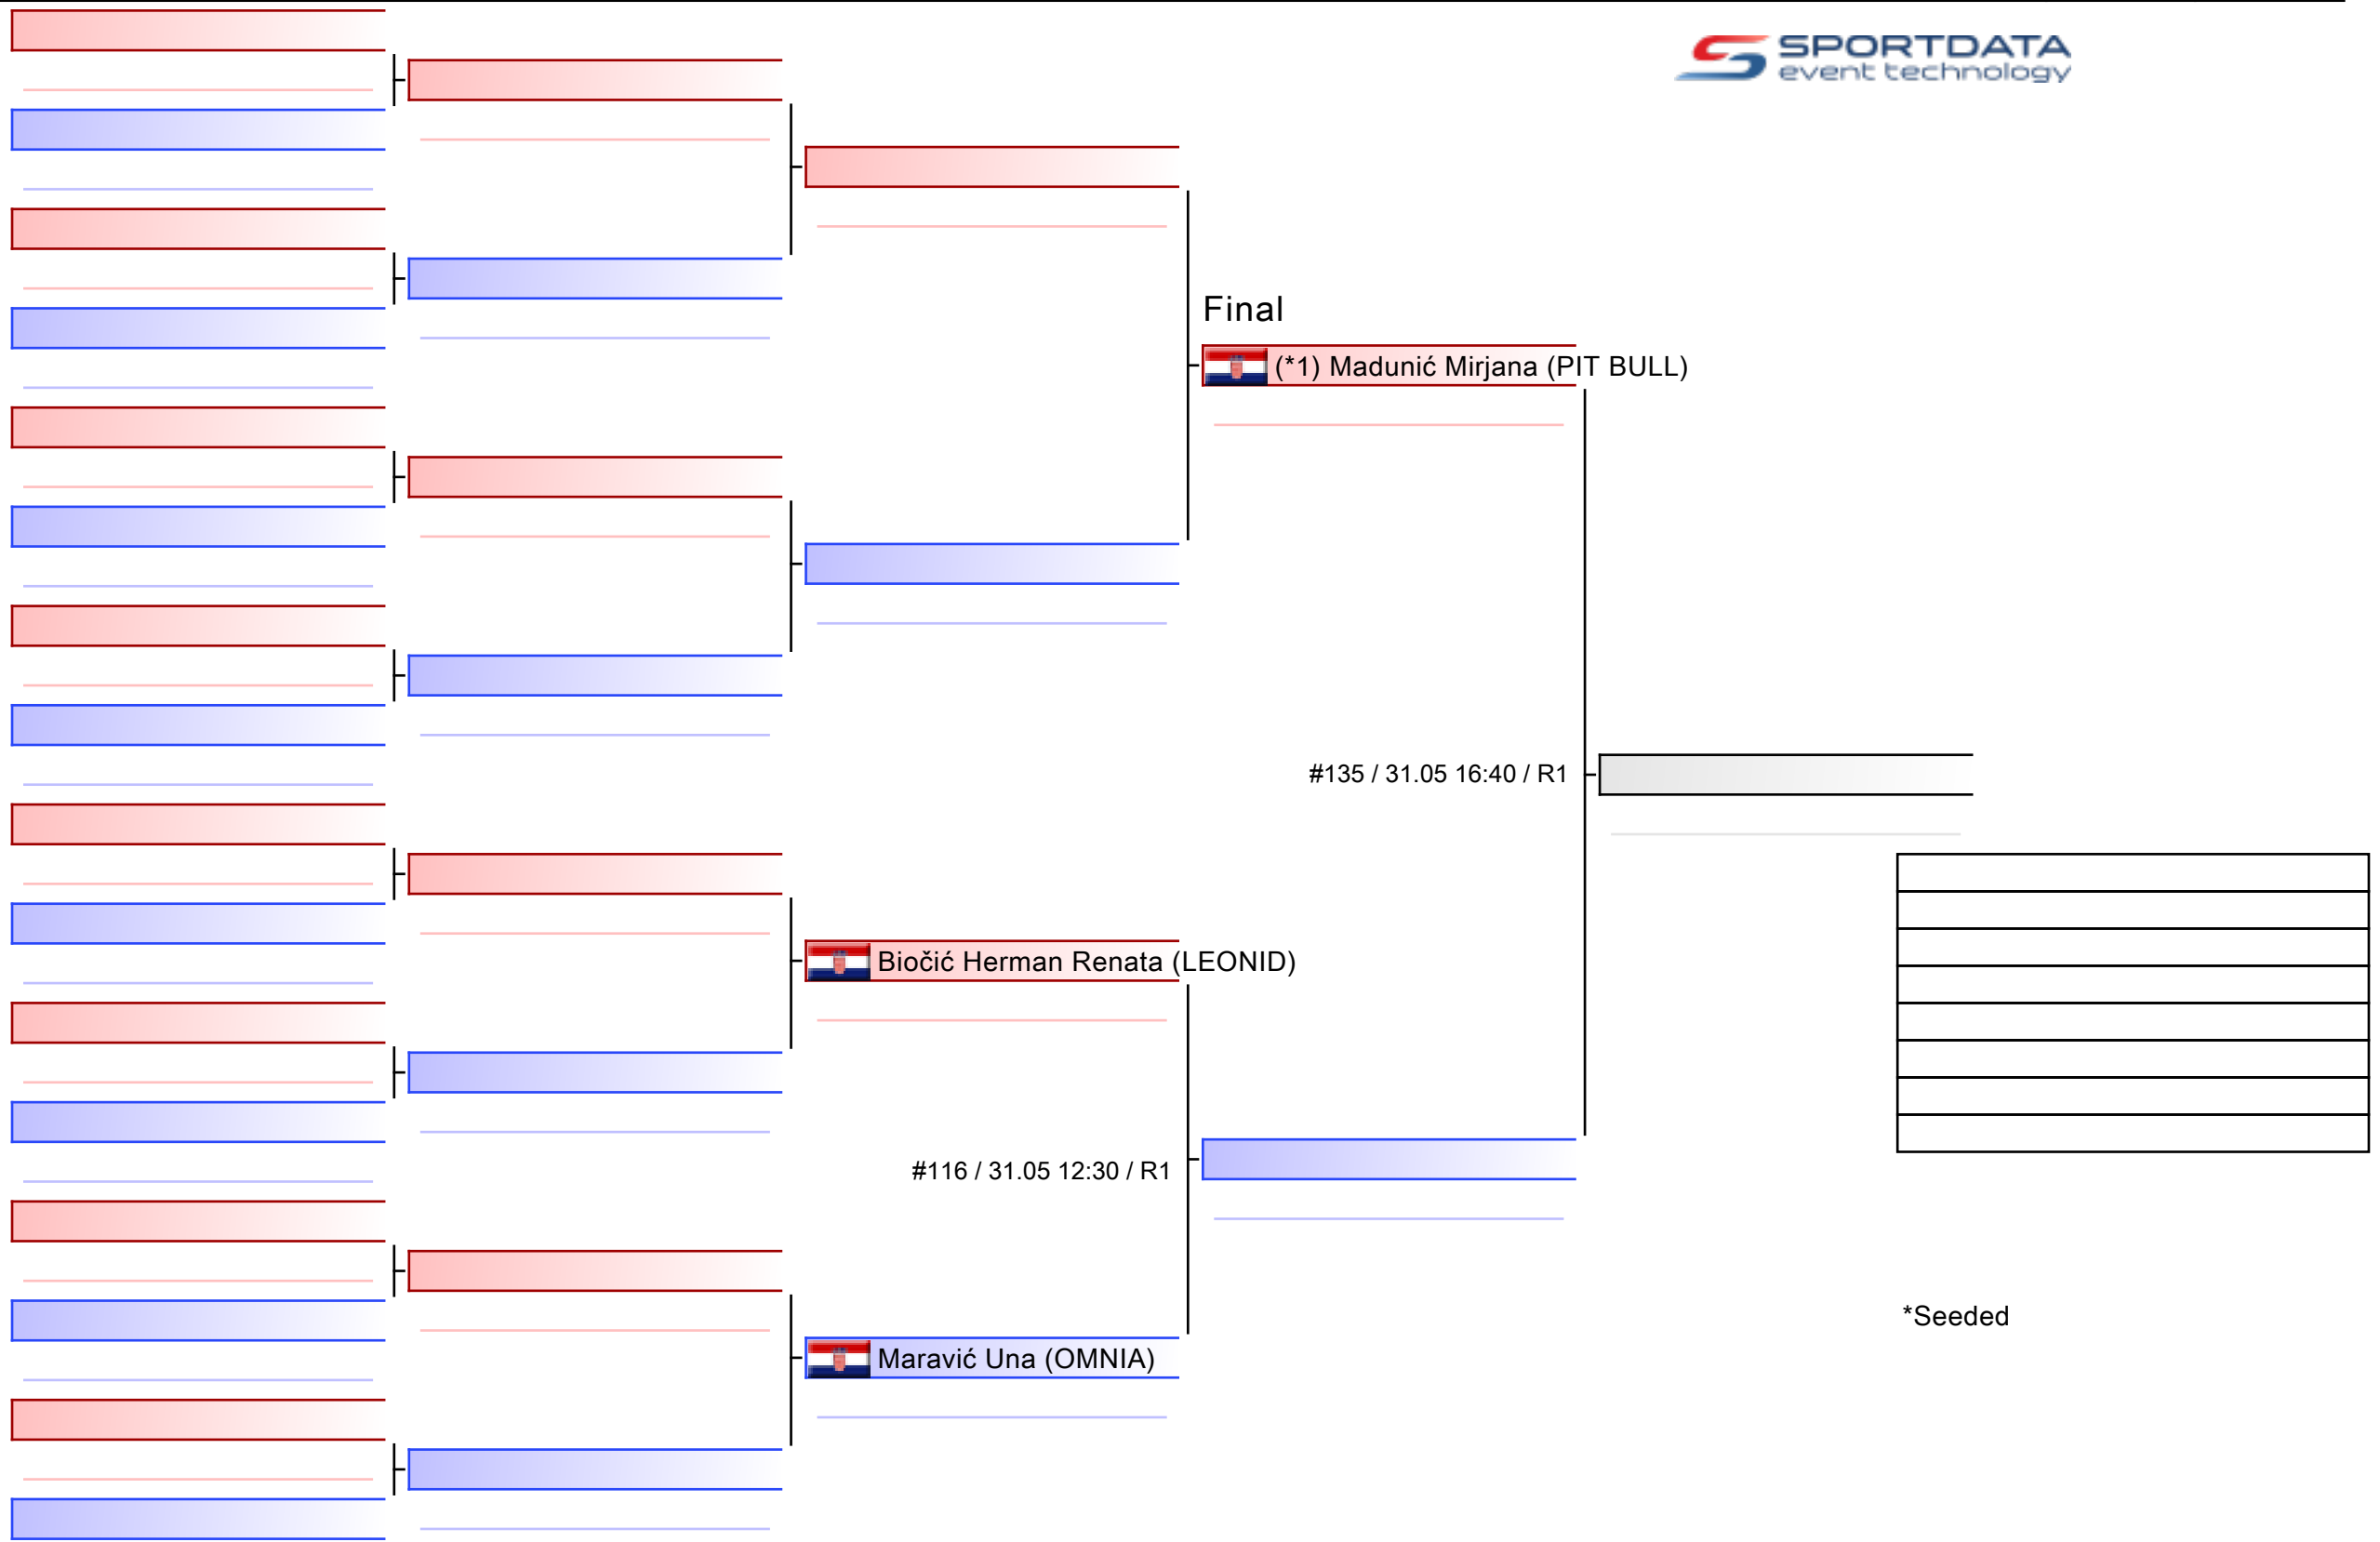 SPORTDATA
event technology
Final
(*1) Madunić Mirjana (PIT BULL)
#135 / 31.05 16:40 / R1
Biočić Herman Renata (LEONID)
#116 / 31.05 12:30 / R1
*Seeded
Maravić Una (OMNIA)